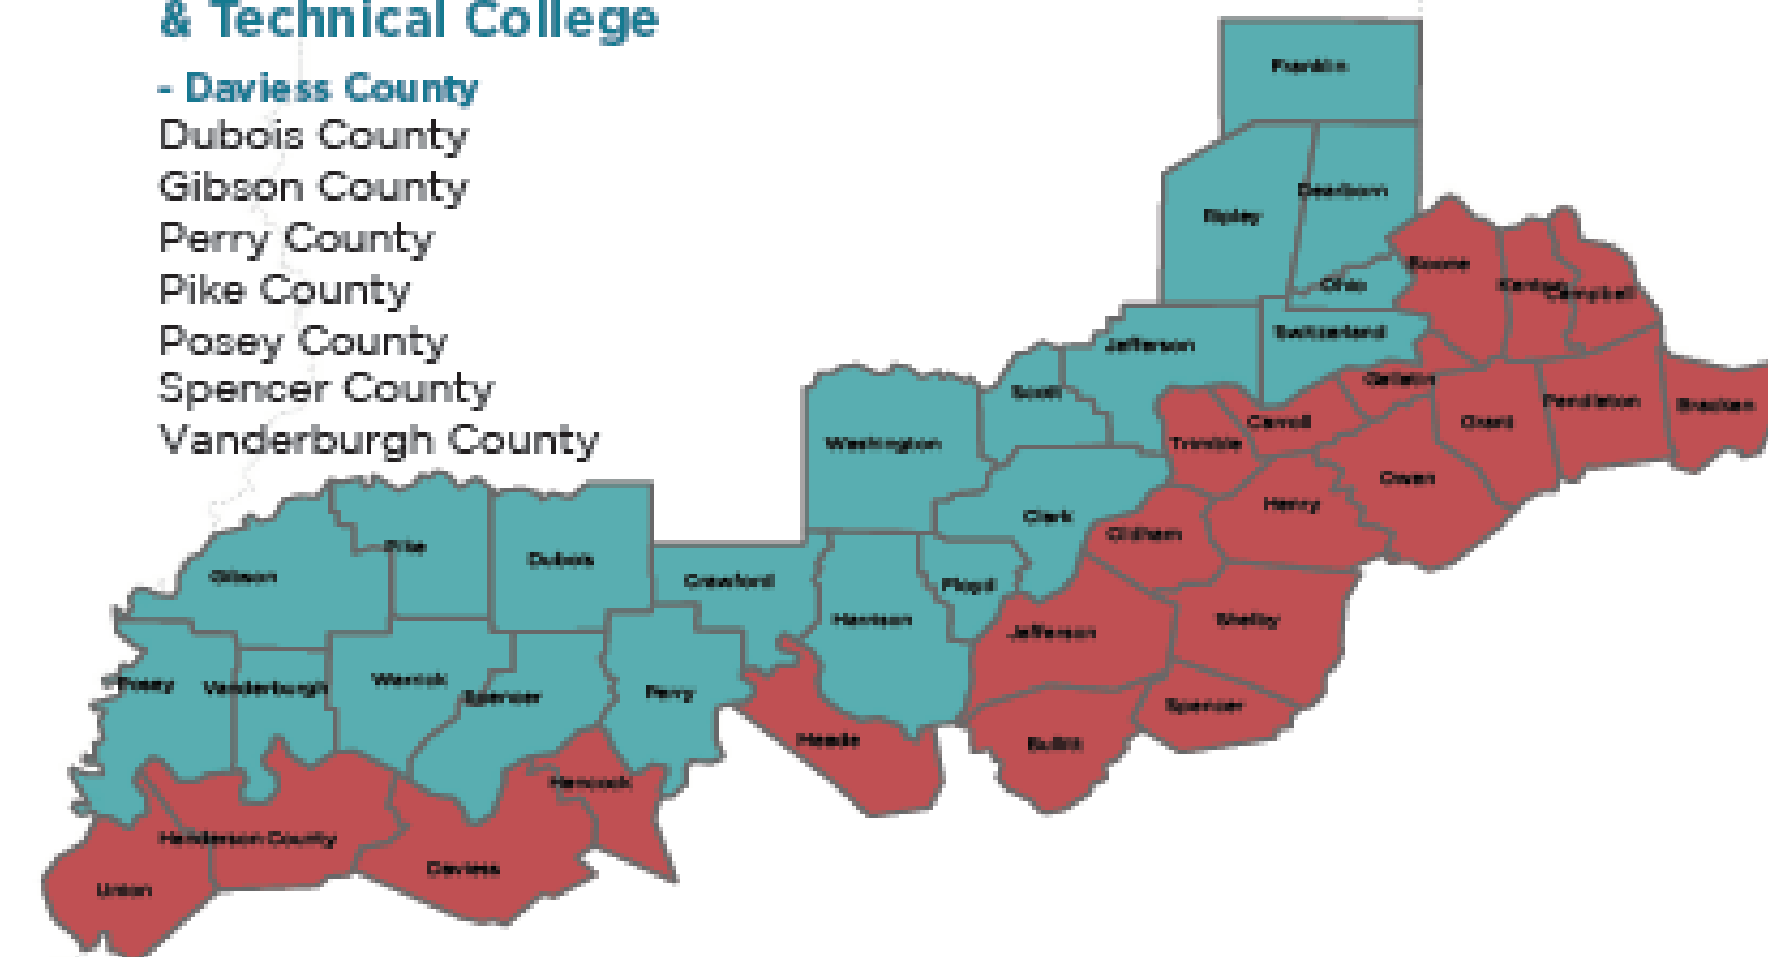 & Technical College
- Daviess County
Dubois County
Gibson County
Perry County
Pike County
Posey County
Spencer County
Vanderburgh County
Franklin
Dearborn
Ripley
Boone
Kenton
Campbell
Ohio
Switzerland
Jefferson
Gallatin
Scott
Pendleton
Bracken
Carroll
Grant
Washington
Trimble
Owen
Henry
Clark
Oldham
Pike
Dubois
Gibson
Crawford
Floyd
Harrison
Shelby
Jefferson
Posey
Vanderburgh
Warrick
Spencer
Perry
Spencer
Meade
Bullitt
Hancock
Henderson County
Daviess
Union